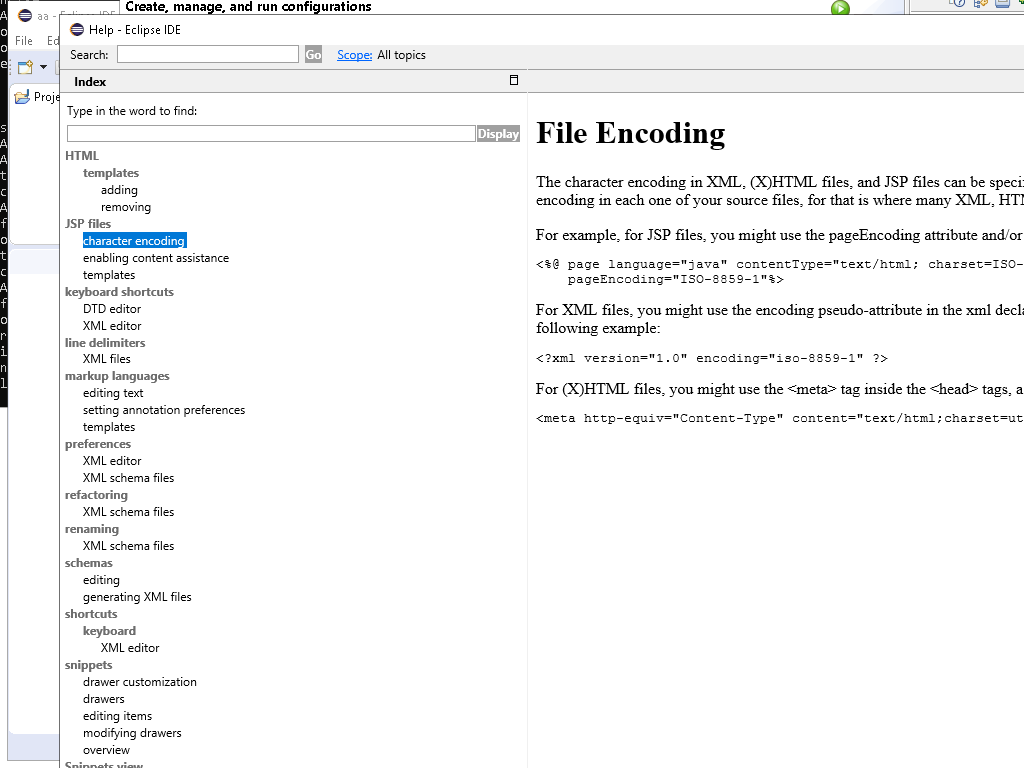 Create, manage, and run configurations
aa - Eclipse IDE
File Ed
Proje
Help - Eclipse IDE
Search: Go Scope: All topics
Index
Type in the word to find:
Display
HTML
templates
adding
removing
JSP files
character encoding
enabling content assistance
templates
keyboard shortcuts
DTD editor
XML editor
line delimiters
XML files
markup languages
editing text
setting annotation preferences
templates
preferences
XML editor
XML schema files
refactoring
XML schema files
renaming
XML schema files
schemas
editing
generating XML files
shortcuts
keyboard
XML editor
snippets
drawer customization
drawers
editing items
modifying drawers
overview
Snippets view
File Encoding
The character encoding in XML, (X)HTML files, and JSP files can be speci
encoding in each one of your source files, for that is where many XML, HTM
For example, for JSP files, you might use the pageEncoding attribute and/or
<%@ page language="java" contentType="text/html; charset=ISO-
pageEncoding="ISO-8859-1"%>
For XML files, you might use the encoding pseudo-attribute in the xml decla
following example:
<?xml version="1.0" encoding="iso-8859-1" ?>
For (X)HTML files, you might use the <meta> tag inside the <head> tags, a
<meta http-equiv="Content-Type" content="text/html;charset=ut